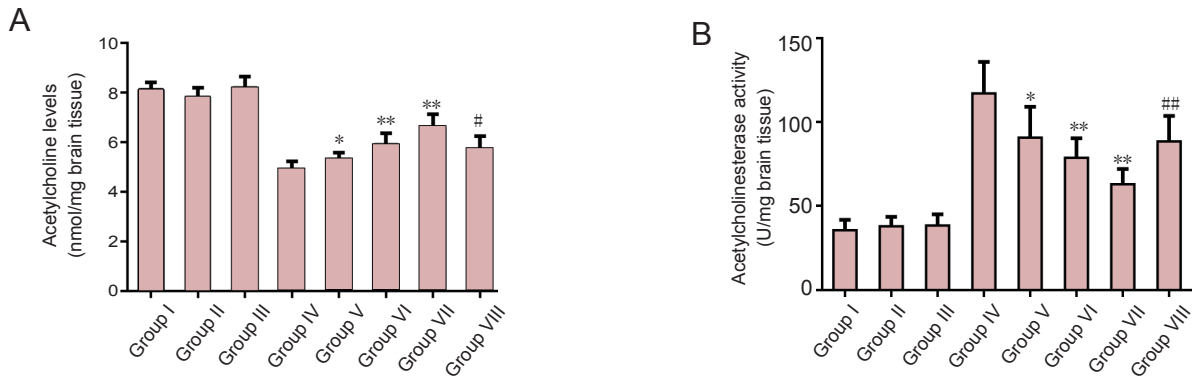 A
Acetylcholine levels
(nmol/mg brain tissue)
10
8
6
4
2
0
*
**
**
#
Group I
Group II
Group III
Group IV
Group V
Group VI
Group VII
Group VIII
B
Acetylcholinesterase activity
(U/mg brain tissue)
150
100
50
0
*
**
**
##
Group I
Group II
Group III
Group IV
Group V
Group VI
Group VII
Group VIII